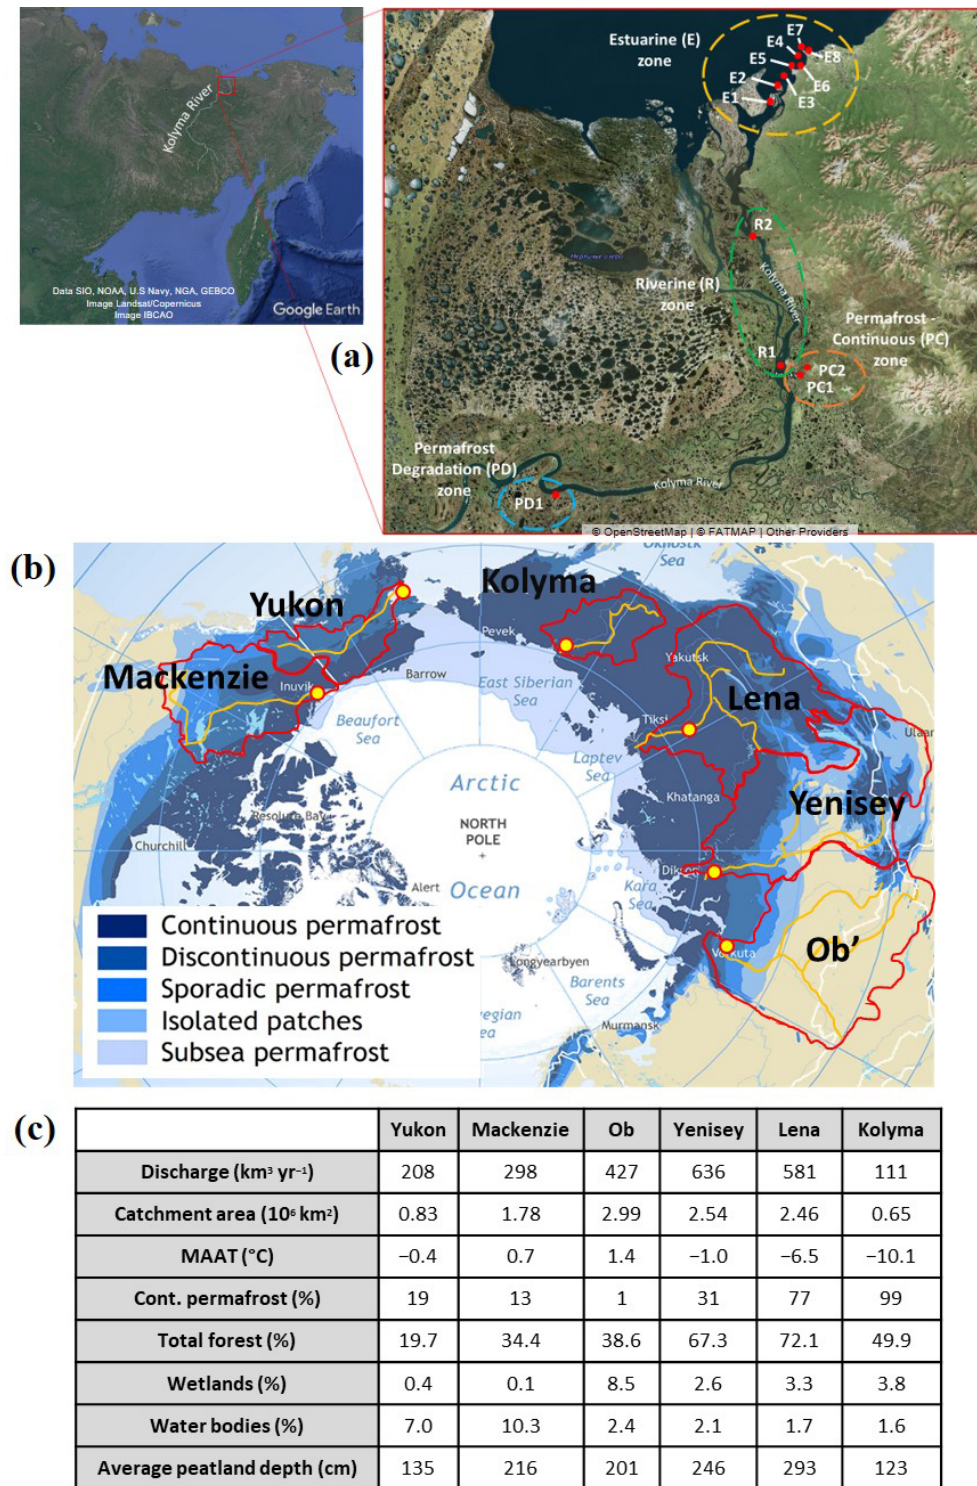 Kolyma River
Data SIO, NOAA, U.S Navy, NGA, GEBCO
Image Landsat/Copernicus
Image IBCAO
Google Earth
(a)
Estuarine (E)
zone
E7
E4
E8
E5
E6
E2
E3
E1
R2
Riverine (R)
zone
Kolyma River
Permafrost -
Continuous (PC)
zone
R1
PC2
PC1
Permafrost
Degradation (PD)
zone
PD1
Kolyma River
© OpenStreetMap | © FATMAP | Other Providers
(b)
Yukon
Kolyma
Mackenzie
Lena
Yenisey
Ob’
Okhotsk
Sea
Pevek
Yakutsk
Barrow
East Siberian
Sea
Inuvik
Beaufort
Sea
Tiksi
Laptev
Sea
Ulaan
Khatanga
Arctic
Ocean
NORTH
POLE
Resolute Bay
Churchill
Alert
Kara
Sea
Vorkuta
Longyearbyen
Barents
Sea
Murmansk
Continuous permafrost
Discontinuous permafrost
Sporadic permafrost
Isolated patches
Subsea permafrost
(c)
Yukon Mackenzie Ob Yenisey Lena Kolyma
Discharge (km³ yr⁻¹) 208 298 427 636 581 111
Catchment area (10⁶ km²) 0.83 1.78 2.99 2.54 2.46 0.65
MAAT (°C) −0.4 0.7 1.4 −1.0 −6.5 −10.1
Cont. permafrost (%) 19 13 1 31 77 99
Total forest (%) 19.7 34.4 38.6 67.3 72.1 49.9
Wetlands (%) 0.4 0.1 8.5 2.6 3.3 3.8
Water bodies (%) 7.0 10.3 2.4 2.1 1.7 1.6
Average peatland depth (cm) 135 216 201 246 293 123